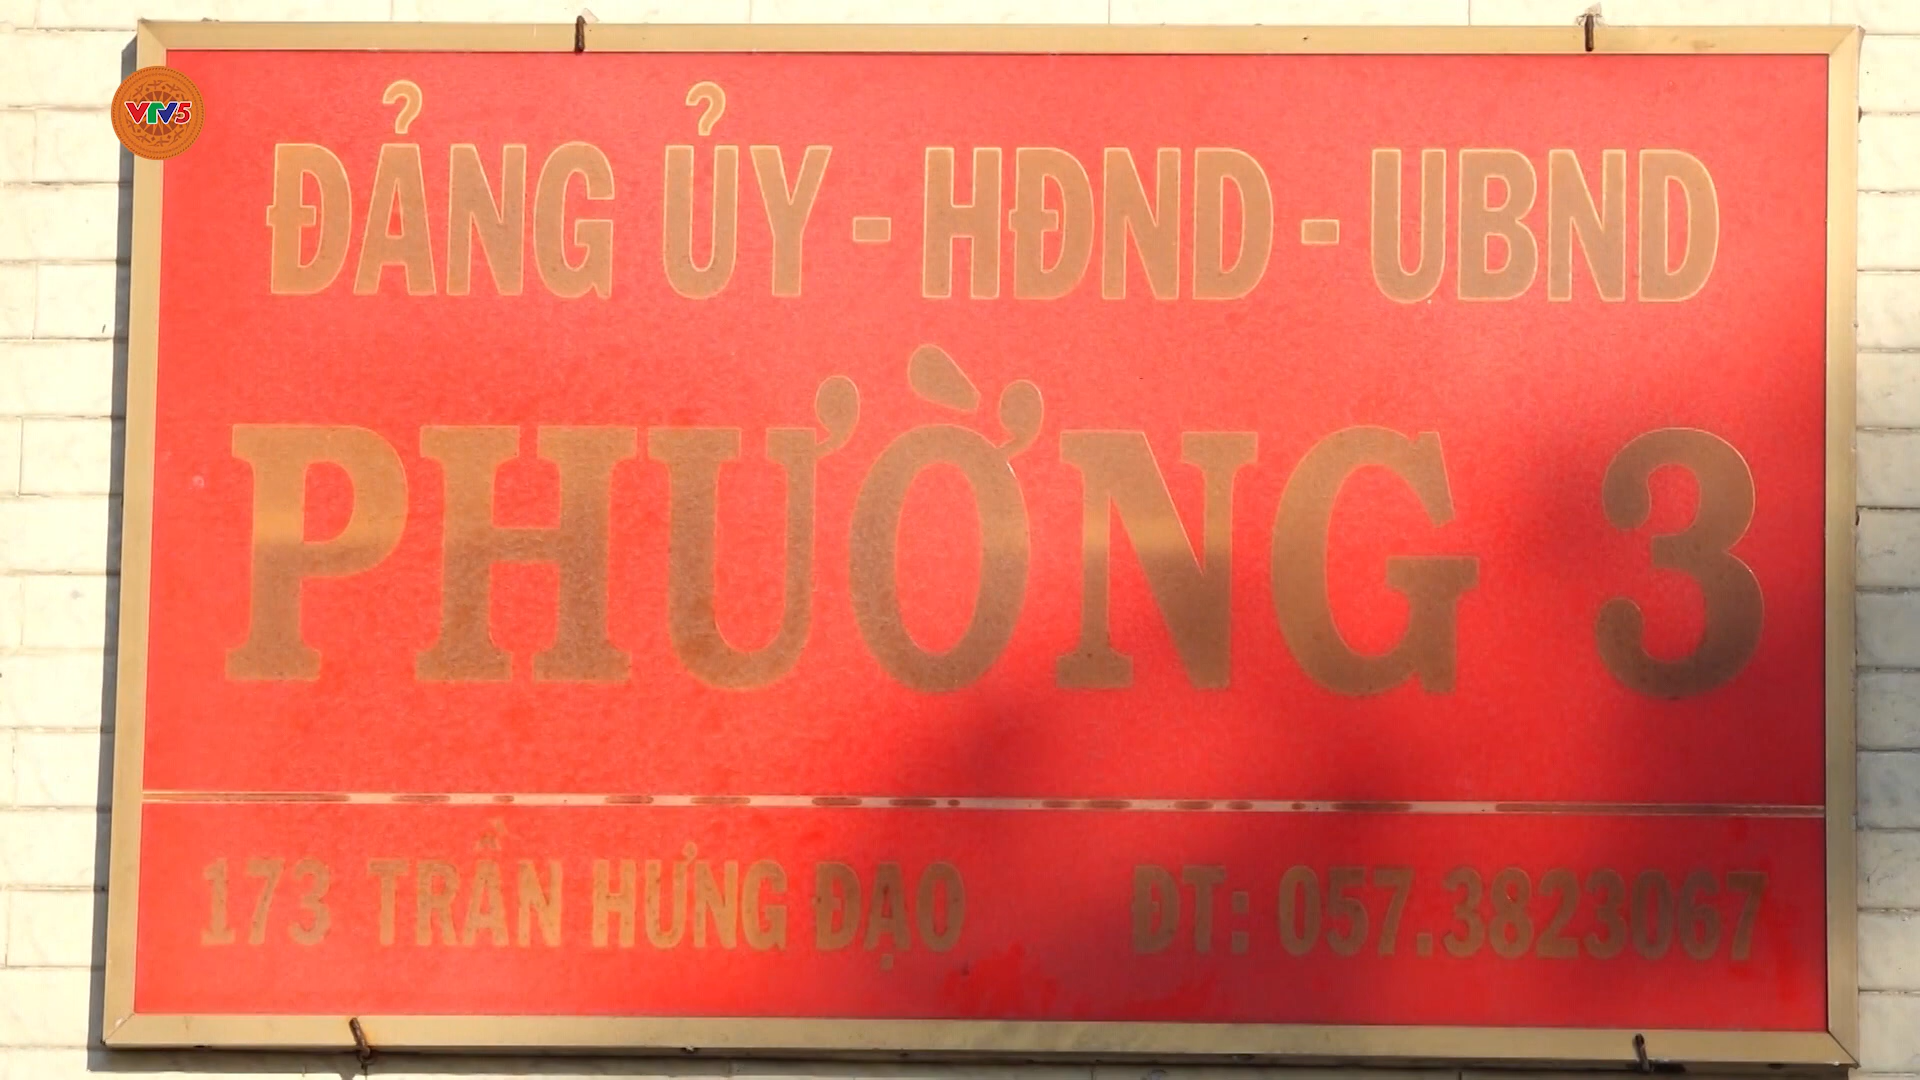 VTV5
ĐẢNG ỦY - HĐND - UBND
PHƯỜNG 3
173 TRẦN HƯNG ĐẠO ĐT: 057.3823067